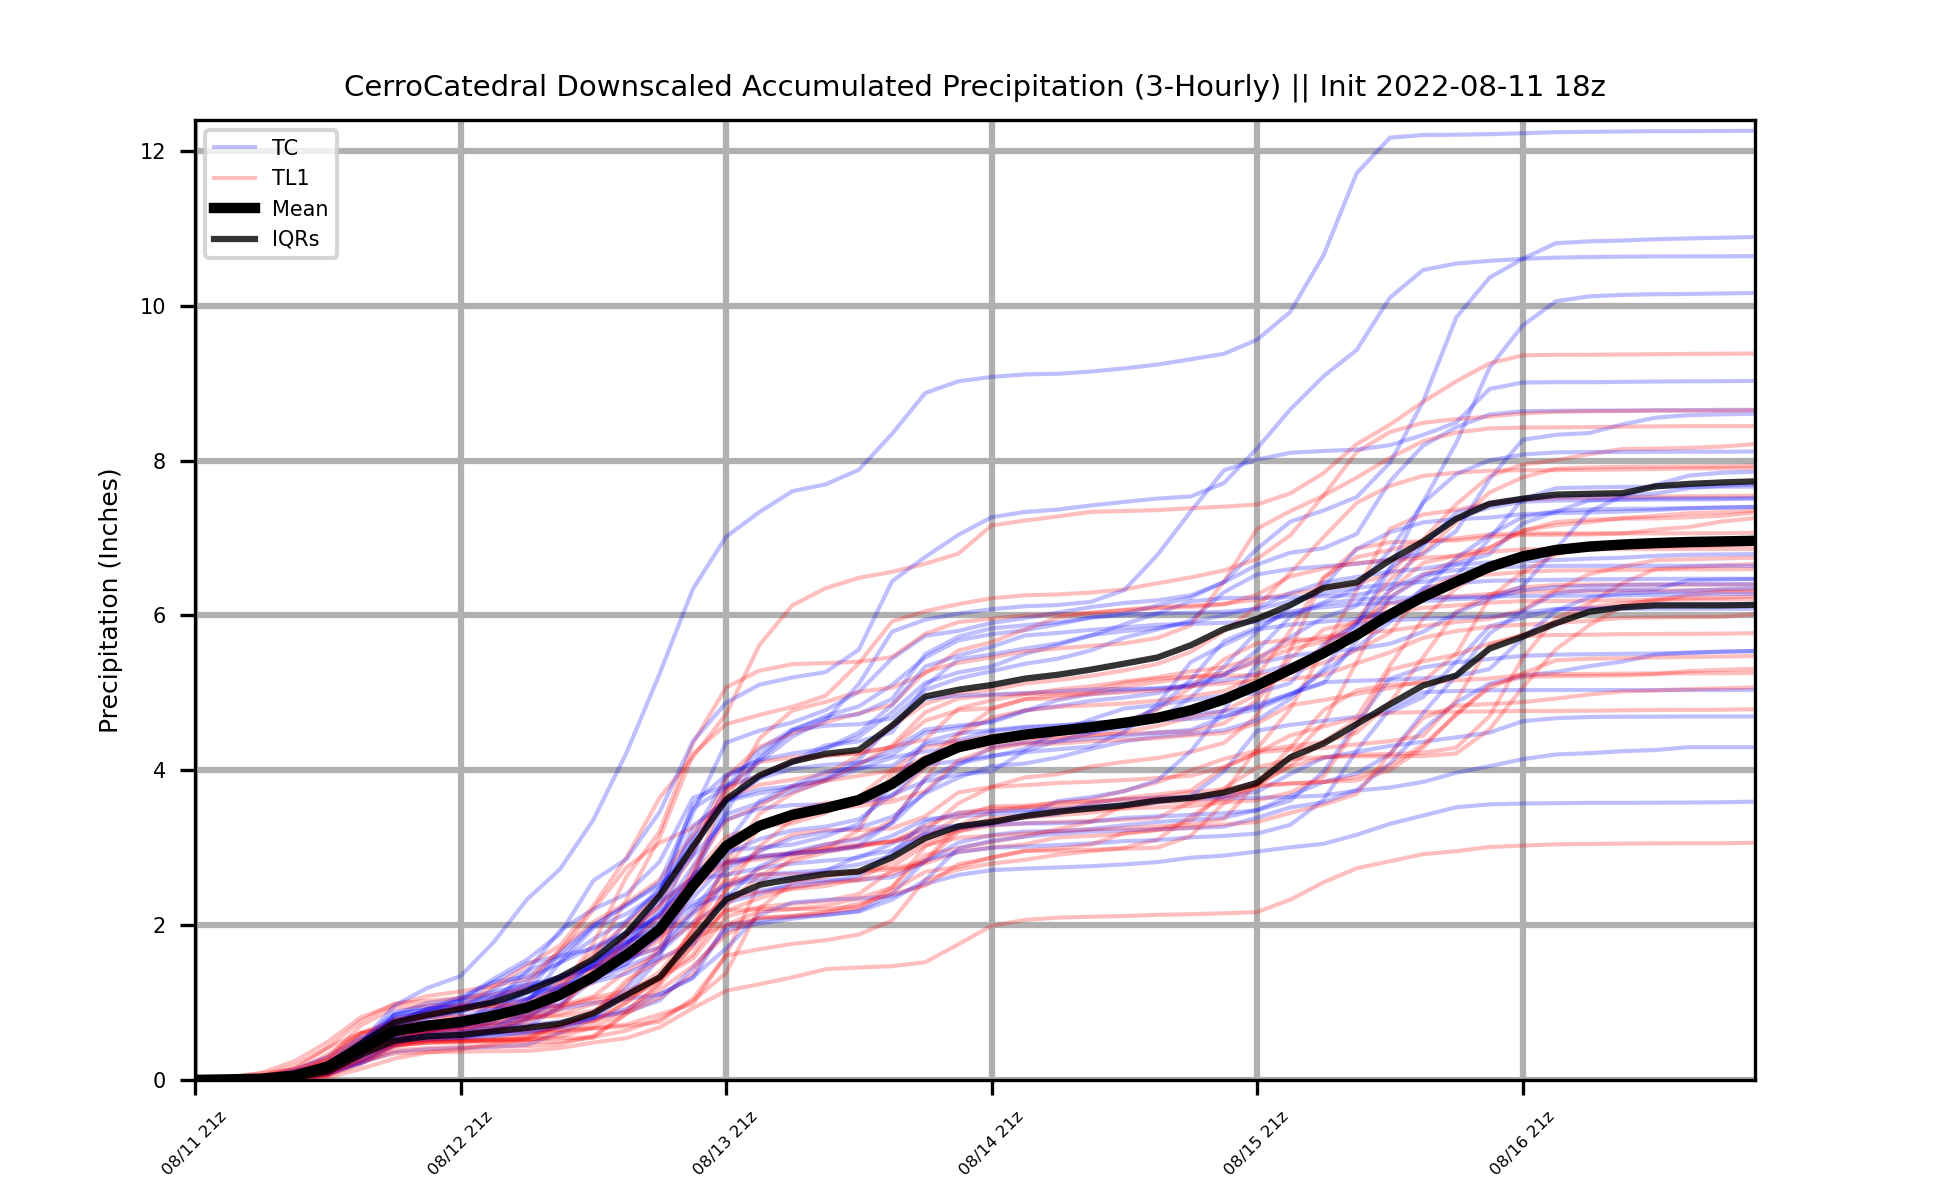 CerroCatedral Downscaled Accumulated Precipitation (3-Hourly) || Init 2022-08-11 18z
TC
TL1
Mean
IQRs
Precipitation (Inches)
12
10
8
6
4
2
0
08/11 21z
08/12 21z
08/13 21z
08/14 21z
08/15 21z
08/16 21z